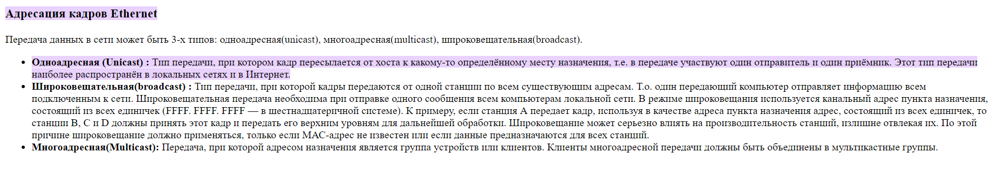 Адресация кадров Ethernet
Передача данных в сети может быть 3-х типов: одноадресная(unicast), многоадресная(multicast), широковещательная(broadcast).
• Одноадресная (Unicast) : Тип передачи, при котором кадр пересылается от хоста к какому-то определённому месту назначения, т.е. в передаче участвуют один отправитель и один приёмник. Этот тип передачи
наиболее распространён в локальных сетях и в Интернет.
• Широковещательная(broadcast) : Тип передачи, при которой кадры передаются от одной станции по всем существующим адресам. Т.о. один передающий компьютер отправляет информацию всем
подключенным к сети. Широковещательная передача необходима при отправке одного сообщения всем компьютерам локальной сети. В режиме широковещания используется канальный адрес пункта назначения,
состоящий из всех единичек (FFFF. FFFF. FFFF — в шестнадцатеричной системе). К примеру, если станция А передает кадр, используя в качестве адреса пункта назначения адрес, состоящий из всех единичек, то
станции В, С и D должны принять этот кадр и передать его верхним уровням для дальнейшей обработки. Широковещание может серьезно влиять на производительность станций, излишне отвлекая их. По этой
причине широковещание должно применяться, только если МАС-адрес не известен или если данные предназначаются для всех станций.
• Многоадресная(Multicast): Передача, при которой адресом назначения является группа устройств или клиентов. Клиенты многоадресной передачи должны быть объединены в мультикастные группы.